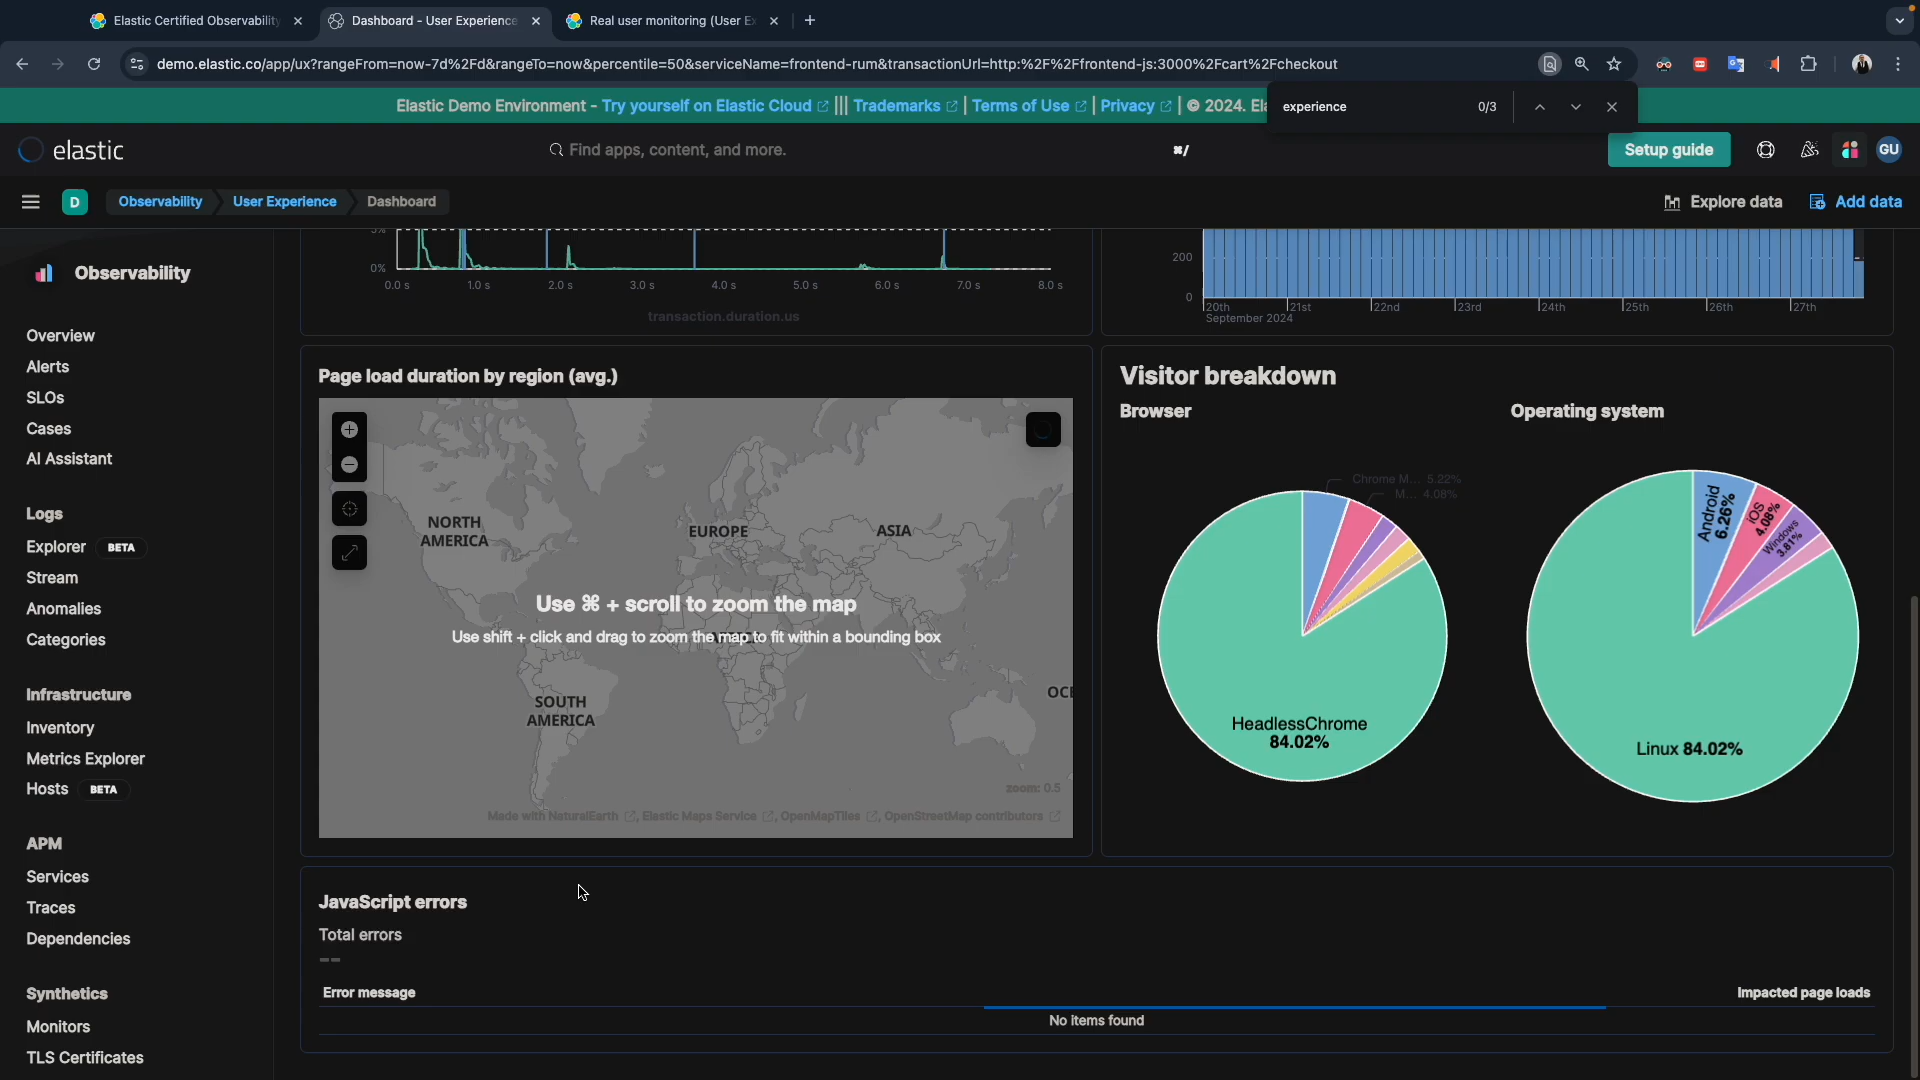 Elastic Certified Observability
Dashboard - User Experience
Real user monitoring (User Ex
demo.elastic.co/app/ux?rangeFrom=now-7d%2Fd&rangeTo=now&percentile=50&serviceName=frontend-rum&transactionUrl=http:%2F%2Ffrontend-js:3000%2Fcart%2Fcheckout
Elastic Demo Environment - Try yourself on Elastic Cloud ||| Trademarks | Terms of Use | Privacy | © 2024. Ela
experience 0/3
elastic
Find apps, content, and more.
⌘/
Setup guide
GU
D
Observability
User Experience
Dashboard
Explore data
Add data
Observability
Overview
Alerts
SLOs
Cases
AI Assistant
Logs
Explorer BETA
Stream
Anomalies
Categories
Infrastructure
Inventory
Metrics Explorer
Hosts BETA
APM
Services
Traces
Dependencies
Synthetics
Monitors
TLS Certificates
5%
0%
0.0 s 1.0 s 2.0 s 3.0 s 4.0 s 5.0 s 6.0 s 7.0 s 8.0 s
transaction.duration.us
200
0
20th 21st 22nd 23rd 24th 25th 26th 27th
September 2024
Page load duration by region (avg.)
NORTH
AMERICA
EUROPE
ASIA
Use ⌘ + scroll to zoom the map
Use shift + click and drag to zoom the map to fit within a bounding box
SOUTH
AMERICA
OCE
zoom: 0.5
Made with NaturalEarth, Elastic Maps Service, OpenMapTiles, OpenStreetMap contributors
Visitor breakdown
Browser
Chrome M... 5.22%
M... 4.08%
HeadlessChrome
84.02%
Operating system
Android
6.26%
iOS
4.08%
Windows
3.81%
Linux 84.02%
JavaScript errors
Total errors
--
Error message
Impacted page loads
No items found